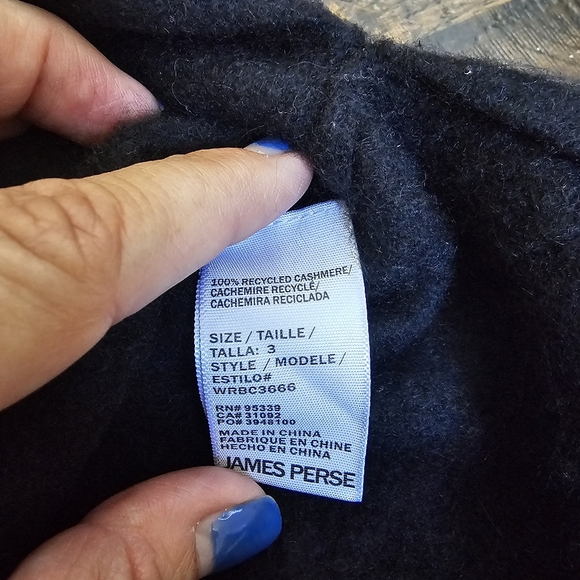 100% RECYCLED CASHMERE/
CACHEMIRE RECYCLÉ/
CACHEMIRA RECICLADA
SIZE / TAILLE /
TALLA: 3
STYLE / MODELE /
ESTILO#
WRBC3666
RN# 95339
CA# 31092
PO# 3948100
MADE IN CHINA
FABRIQUE EN CHINE
HECHO EN CHINA
JAMES PERSE